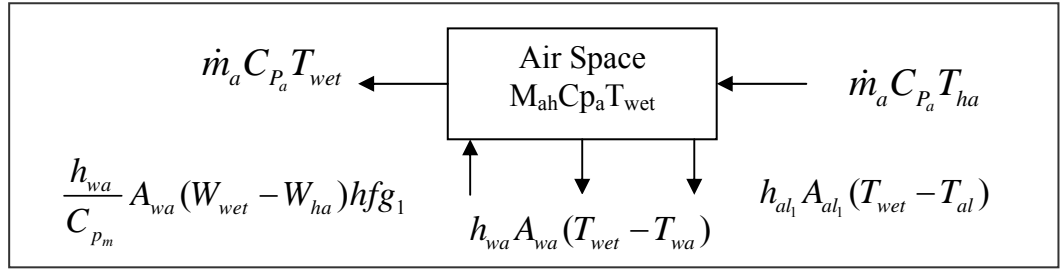 ṁ_a C_{P_a} T_{wet}
Air Space
M_{ah}Cp_aT_{wet}
ṁ_a C_{P_a} T_{ha}
\frac{h_{wa}}{C_{p_m}} A_{wa}(W_{wet} − W_{ha})hfg_1
h_{wa} A_{wa}(T_{wet} − T_{wa})
h_{al_1} A_{al_1}(T_{wet} − T_{al})